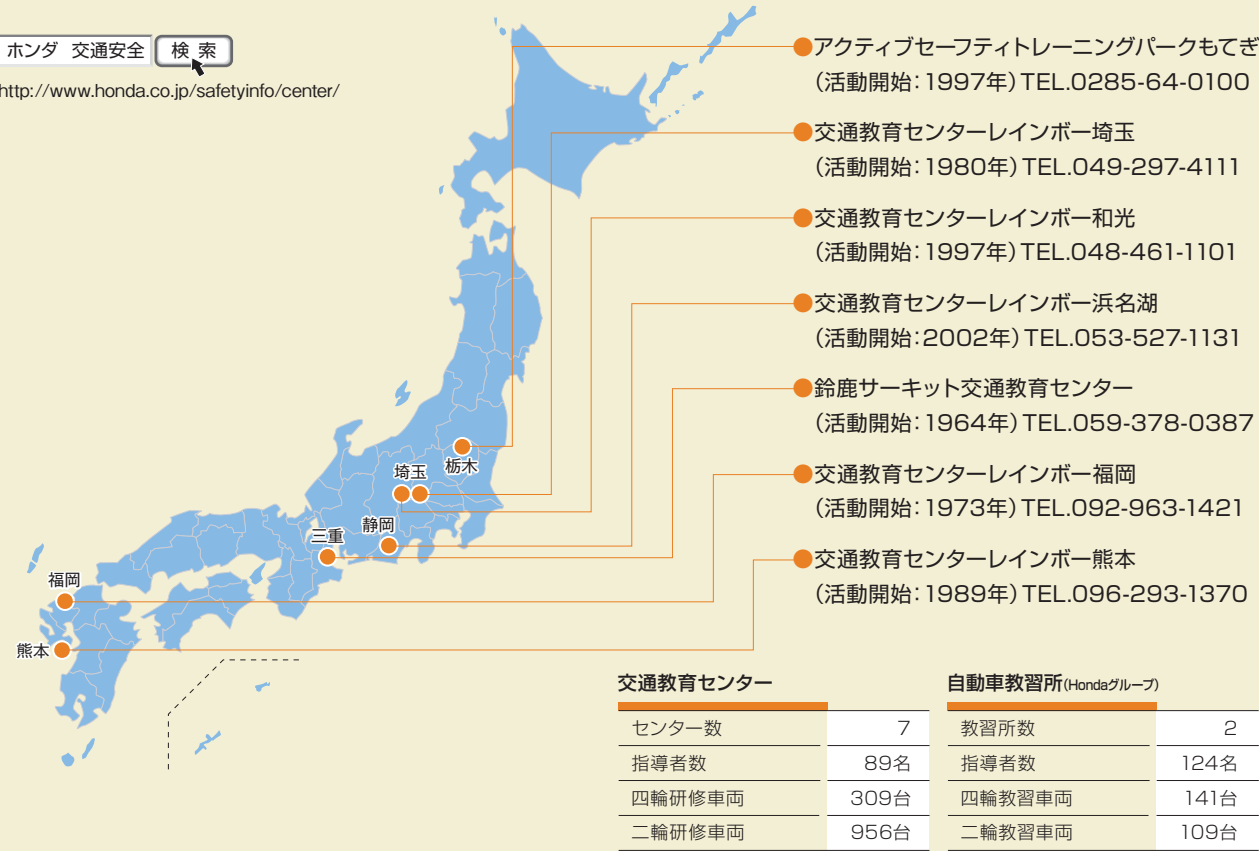 ホンダ 交通安全 検 索
http://www.honda.co.jp/safetyinfo/center/
●アクティブセーフティトレーニングパークもてぎ
(活動開始：1997年) TEL.0285-64-0100
●交通教育センターレインボー埼玉
(活動開始：1980年) TEL.049-297-4111
●交通教育センターレインボー和光
(活動開始：1997年) TEL.048-461-1101
●交通教育センターレインボー浜名湖
(活動開始：2002年) TEL.053-527-1131
●鈴鹿サーキット交通教育センター
(活動開始：1964年) TEL.059-378-0387
●交通教育センターレインボー福岡
(活動開始：1973年) TEL.092-963-1421
●交通教育センターレインボー熊本
(活動開始：1989年) TEL.096-293-1370
栃木
埼玉
静岡
三重
福岡
熊本
交通教育センター
センター数 7
指導者数 89名
四輪研修車両 309台
二輪研修車両 956台
自動車教習所(Hondaグループ)
教習所数 2
指導者数 124名
四輪教習車両 141台
二輪教習車両 109台